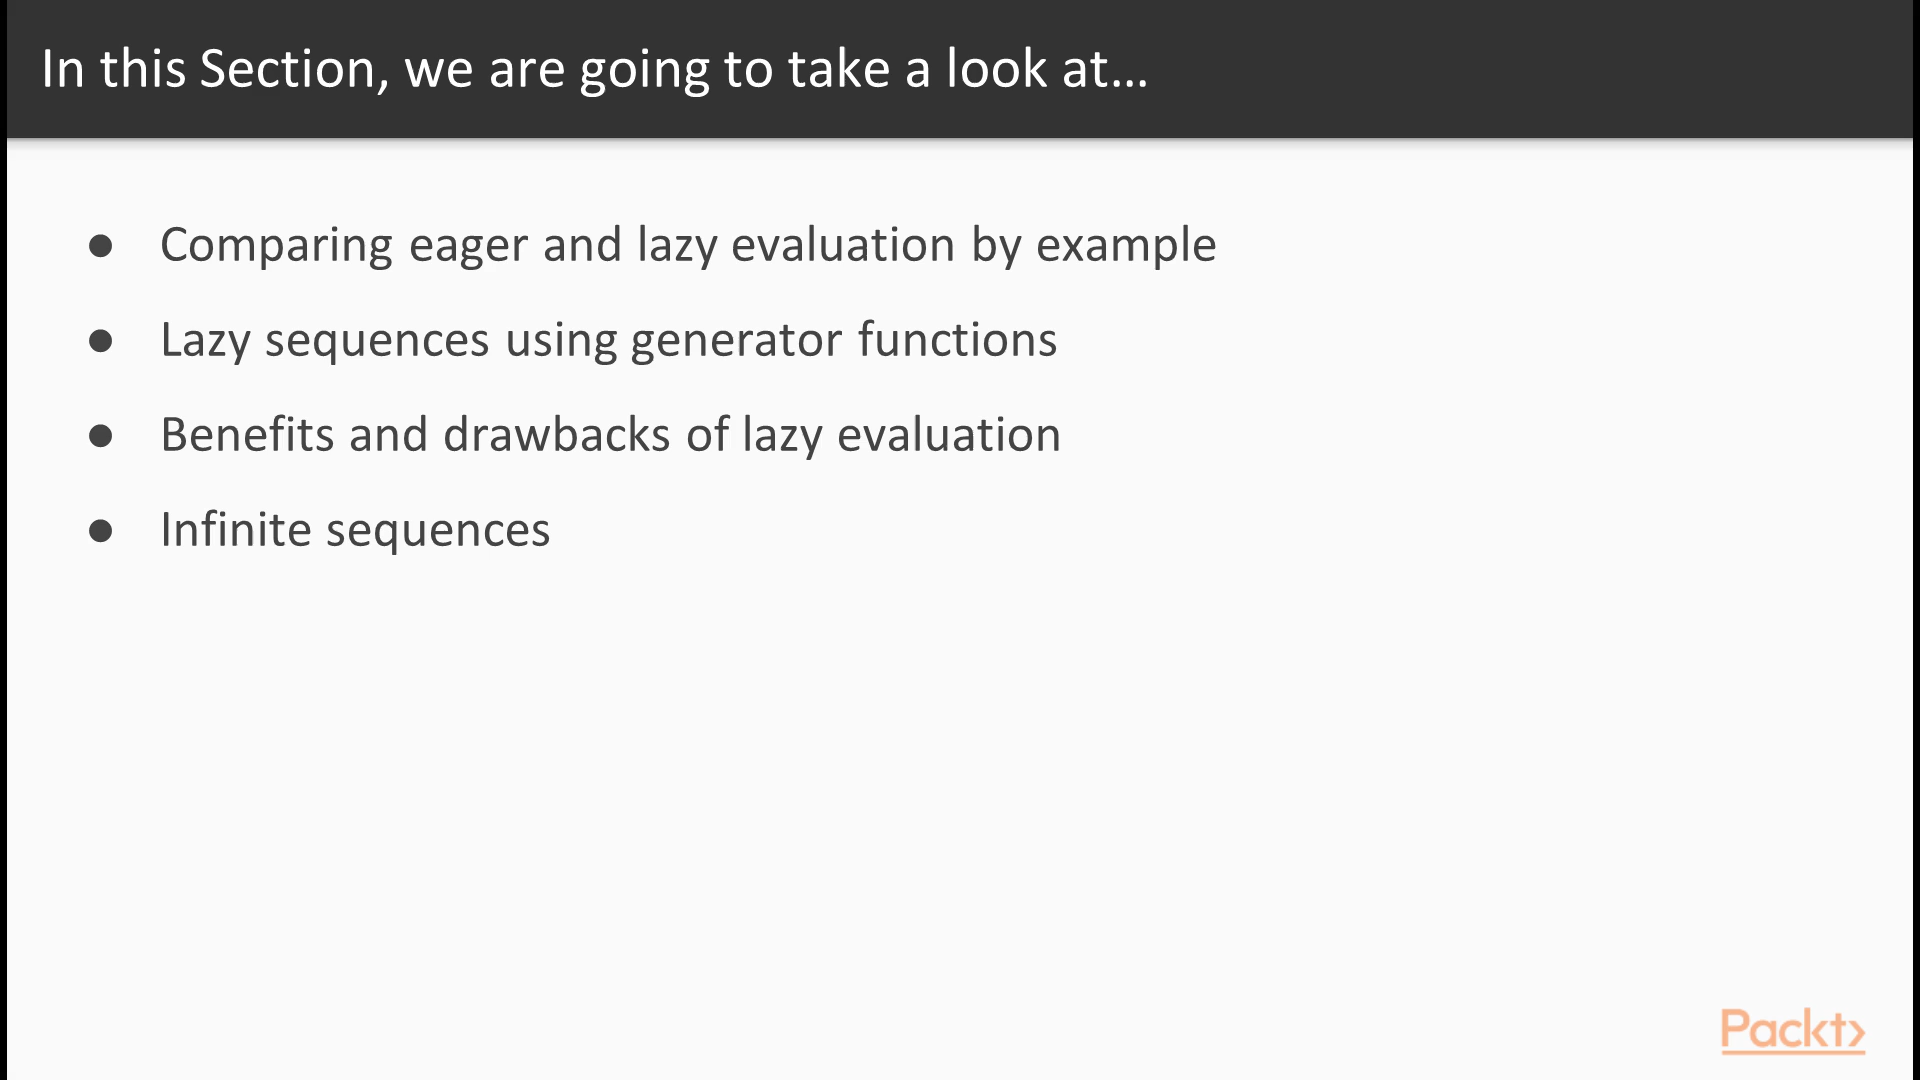 In this Section, we are going to take a look at...
● Comparing eager and lazy evaluation by example
● Lazy sequences using generator functions
● Benefits and drawbacks of lazy evaluation
● Infinite sequences
Packt>